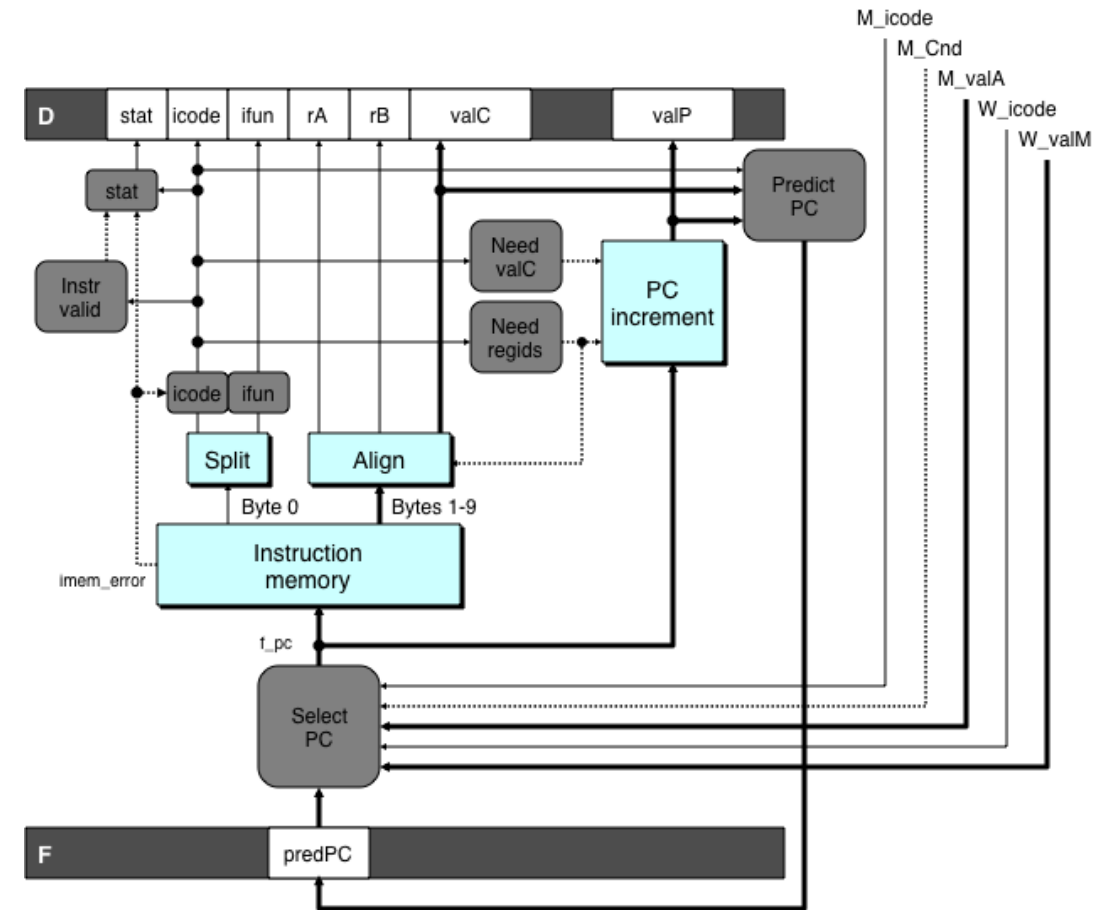 M_icode
M_Cnd
M_valA
W_icode
W_valM
D
stat
icode
ifun
rA
rB
valC
valP
stat
Predict
PC
Need
valC
Instr
valid
PC
increment
Need
regids
icode
ifun
Split
Align
Byte 0
Bytes 1-9
Instruction
memory
imem_error
f_pc
Select
PC
F
predPC